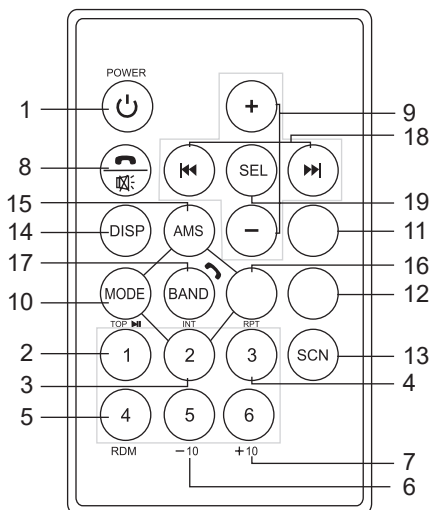 POWER
1
+
9
18
8
SEL
15
19
14
DISP
AMS
11
17
16
10
MODE
BAND
12
TOP ⏯
INT
RPT
2
1
2
3
SCN
13
3
4
5
4
5
6
RDM
−10
+10
7
6